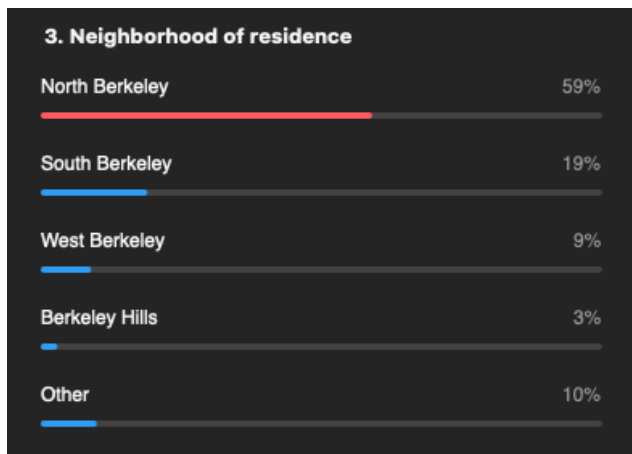 3. Neighborhood of residence
North Berkeley 59%
South Berkeley 19%
West Berkeley 9%
Berkeley Hills 3%
Other 10%